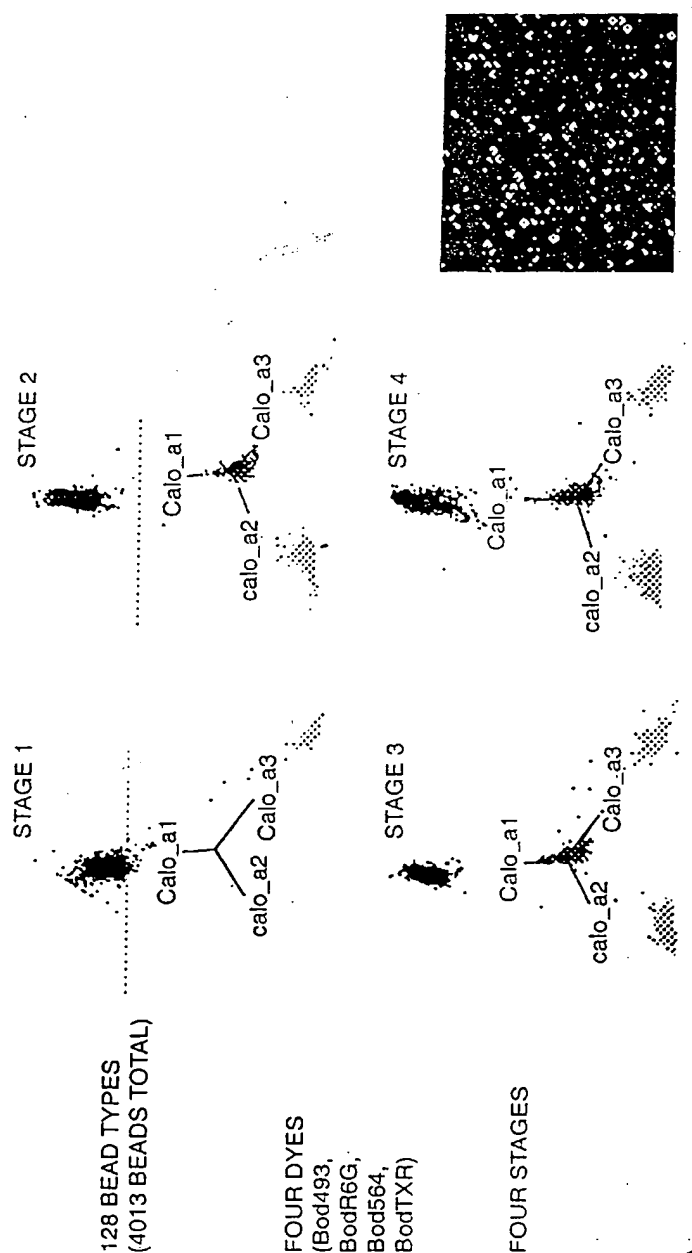 128 BEAD TYPES
(4013 BEADS TOTAL)
FOUR DYES
(Bod493,
BodR6G,
Bod564,
BodTXR)
FOUR STAGES
STAGE 1
Calo_a1
calo_a2
Calo_a3
STAGE 2
Calo_a1
calo_a2
Calo_a3
STAGE 3
Calo_a1
calo_a2
Calo_a3
STAGE 4
Calo_a1
calo_a2
Calo_a3